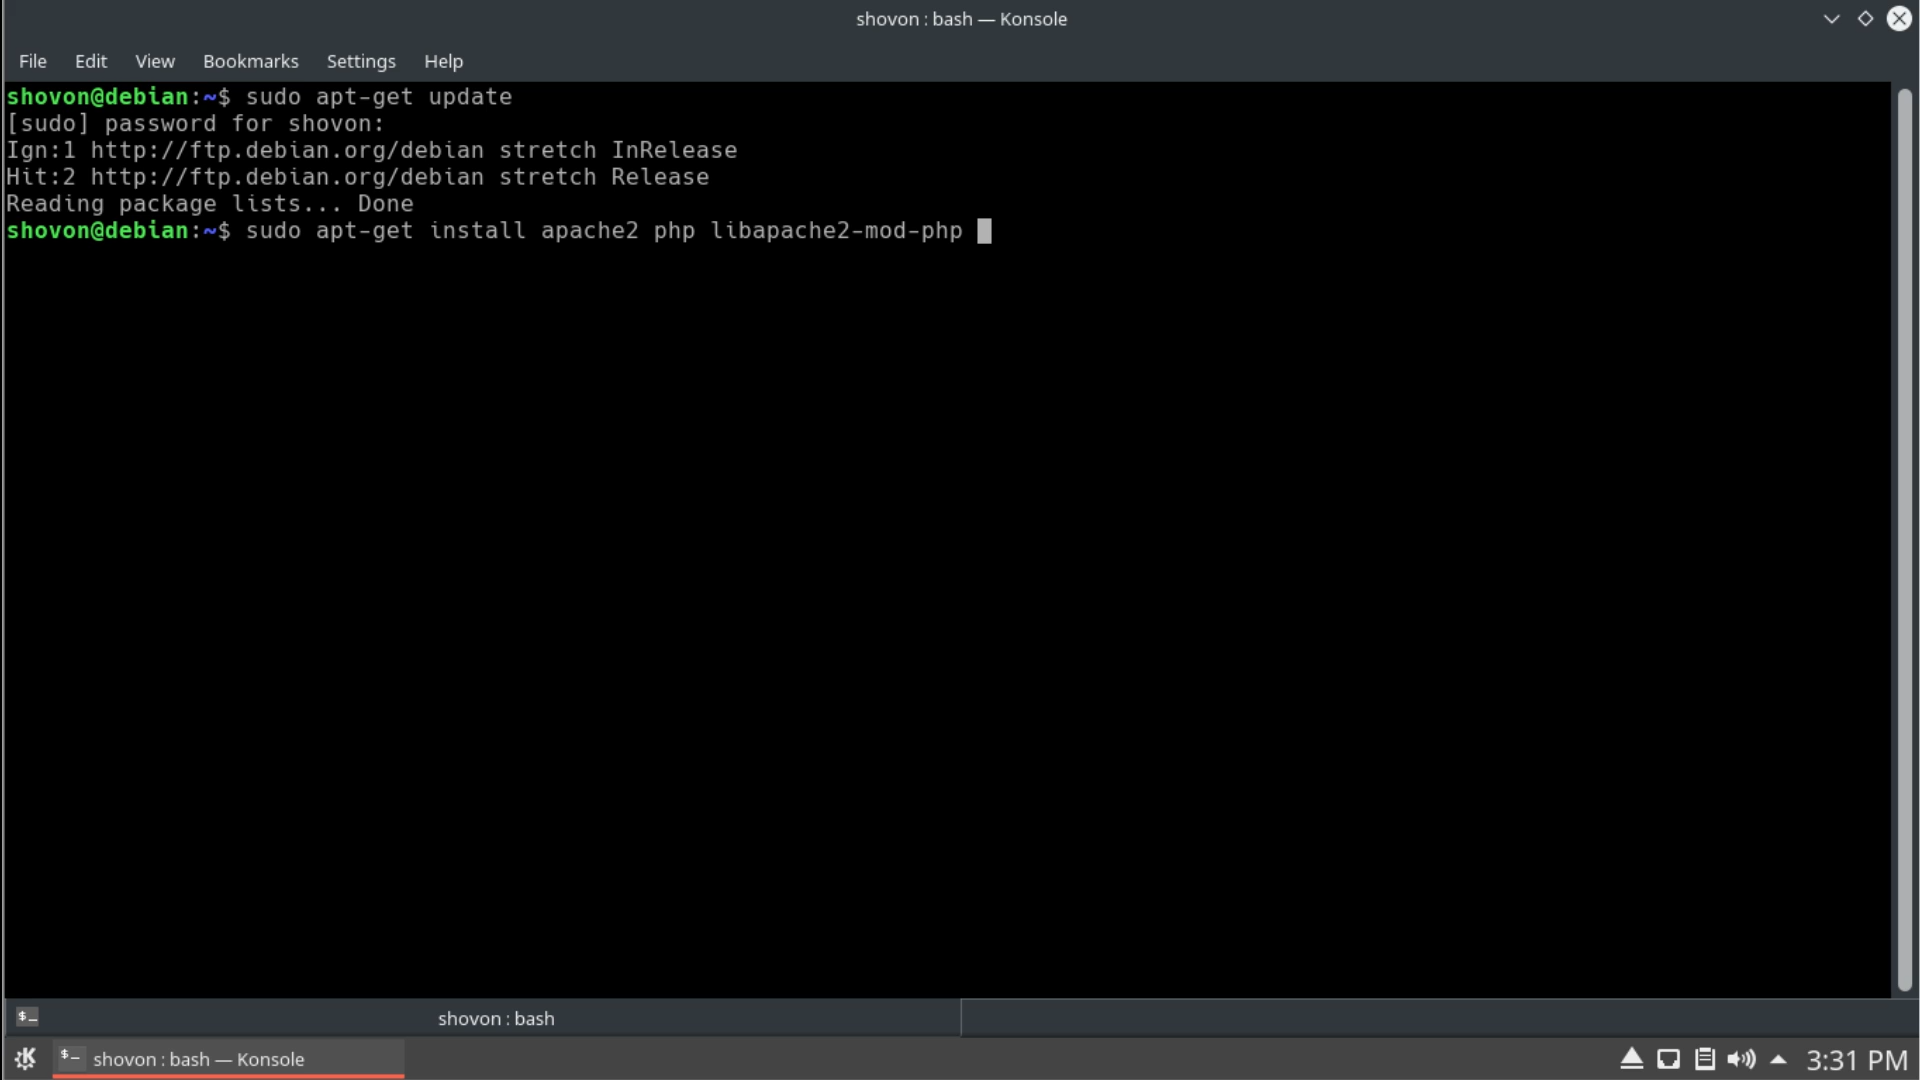 shovon : bash — Konsole
File Edit View Bookmarks Settings Help
shovon@debian:~$ sudo apt-get update
[sudo] password for shovon:
Ign:1 http://ftp.debian.org/debian stretch InRelease
Hit:2 http://ftp.debian.org/debian stretch Release
Reading package lists... Done
shovon@debian:~$ sudo apt-get install apache2 php libapache2-mod-php
$_ shovon : bash
$_ shovon : bash — Konsole 3:31 PM